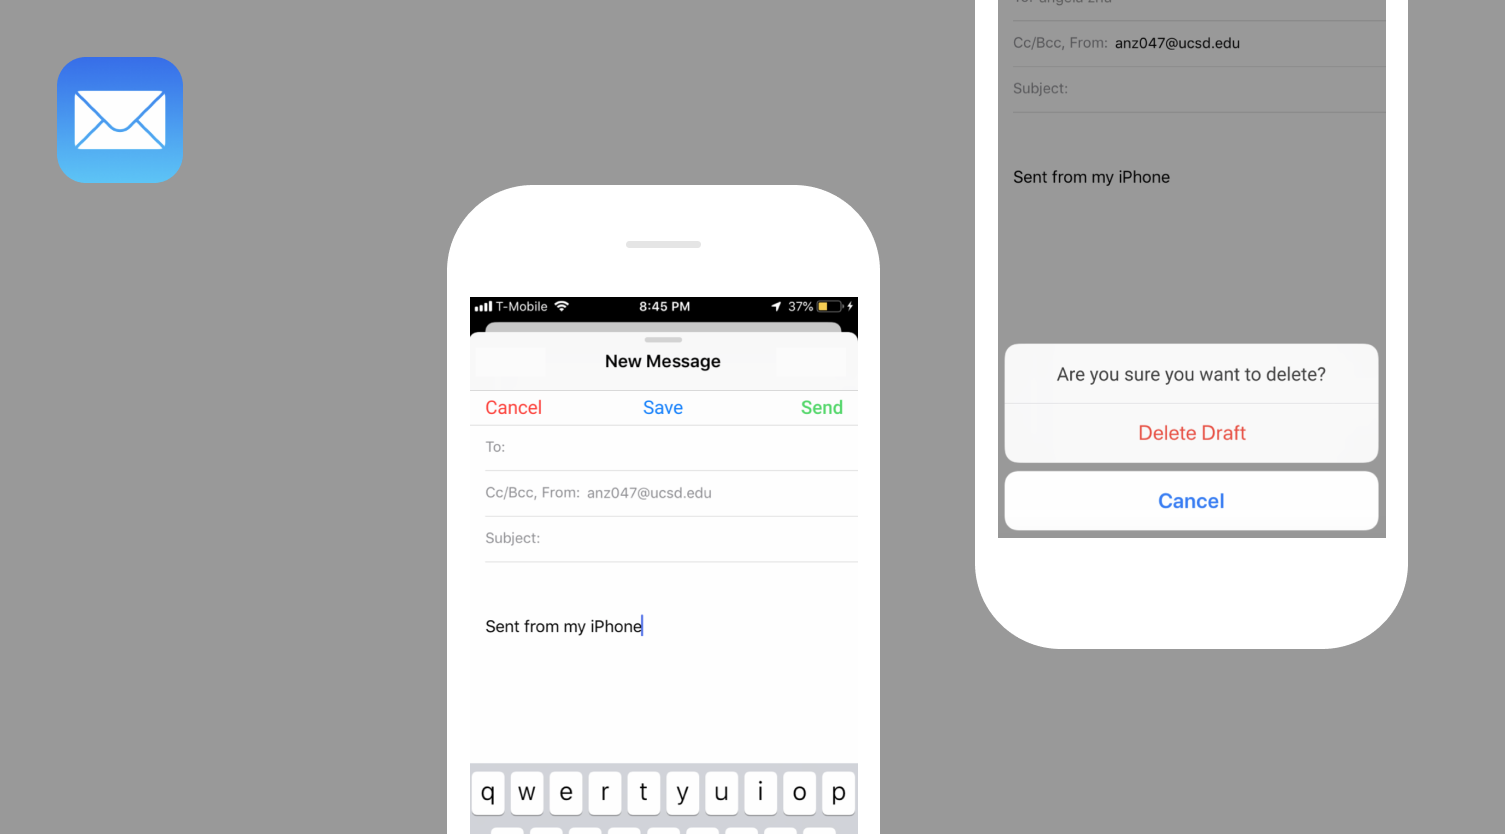 T-Mobile 8:45 PM 37%
New Message
Cancel Save Send
To:
Cc/Bcc, From: anz047@ucsd.edu
Subject:
Sent from my iPhone
q w e r t y u i o p
Cc/Bcc, From: anz047@ucsd.edu
Subject:
Sent from my iPhone
Are you sure you want to delete?
Delete Draft
Cancel